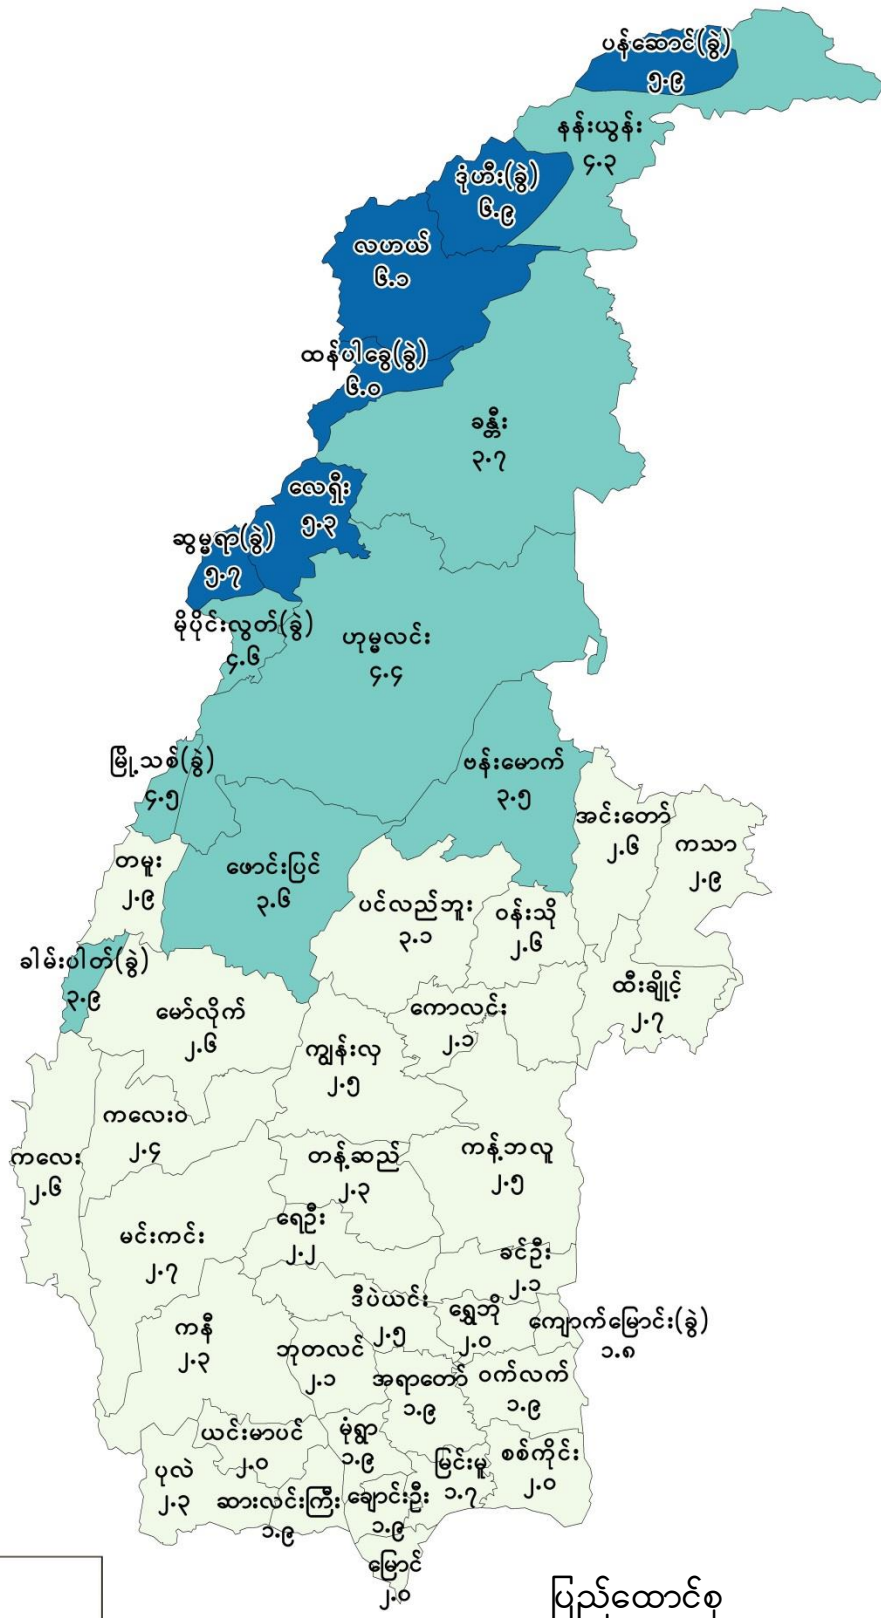 ပန်ဆောင်(ခွဲ)
၅.၉
နန်းယွန်း
၄.၃
ဒုံဟီး(ခွဲ)
၆.၉
လဟယ်
၆.၁
ထန်ပါခွေ(ခွဲ)
၆.၀
ခန္တီး
၃.၇
လေရှီး
၅.၃
ဆွမ္မရာ(ခွဲ)
၅.၇
မိုပိုင်းလွတ်(ခွဲ)
၄.၆
ဟုမ္မလင်း
၄.၄
မြို့သစ်(ခွဲ)
၄.၅
ဗန်းမောက်
၃.၅
အင်းတော်
၂.၆
ကသာ
၂.၉
တမူး
၂.၉
ဖောင်းပြင်
၃.၆
ပင်လည်ဘူး
၃.၁
ဝန်းသို
၂.၆
ခါမ်းပါတ်(ခွဲ)
၃.၉
မော်လိုက်
၂.၆
ကောလင်း
၂.၁
ထီးချိုင့်
၂.၇
ကျွန်းလှ
၂.၅
ကလေးဝ
၂.၄
ကလေး
၂.၆
တန့်ဆည်
၂.၃
ကန့်ဘလူ
၂.၅
မင်းကင်း
၂.၇
ရေဦး
၂.၂
ခင်ဦး
၂.၁
ဒီပဲယင်း
၂.၅
ရွှေဘို
၂.၀
ကျောက်မြောင်း(ခွဲ)
၁.၈
ကနီ
၂.၃
ဘုတလင်
၂.၁
အရာတော်
၁.၉
ဝက်လက်
၁.၉
ယင်းမာပင်
၂.၀
မုံရွာ
၁.၉
မြင်းမူ
၁.၇
စစ်ကိုင်း
၂.၀
ပုလဲ
၂.၃
ဆားလင်းကြီး
၁.၉
ချောင်းဦး
၁.၉
မြောင်
၂.၀
ပြည်ထောင်စု